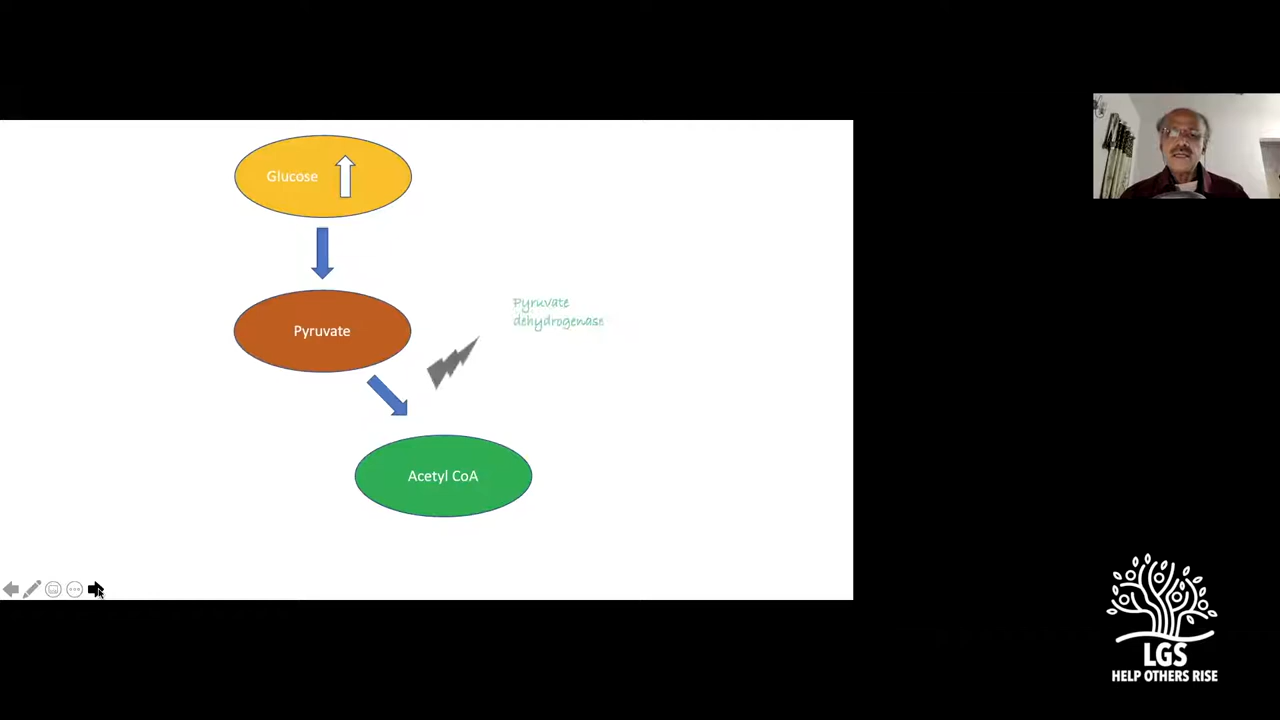 Glucose
Pyruvate
Pyruvate
dehydrogenase
Acetyl CoA
LGS
HELP OTHERS RISE